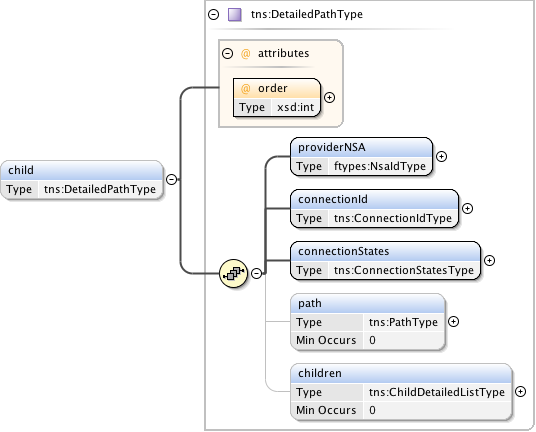 tns:DetailedPathType
@ attributes
@ order
Type xsd:int
child
Type tns:DetailedPathType
providerNSA
Type ftypes:NsaIdType
connectionId
Type tns:ConnectionIdType
connectionStates
Type tns:ConnectionStatesType
path
Type tns:PathType
Min Occurs 0
children
Type tns:ChildDetailedListType
Min Occurs 0